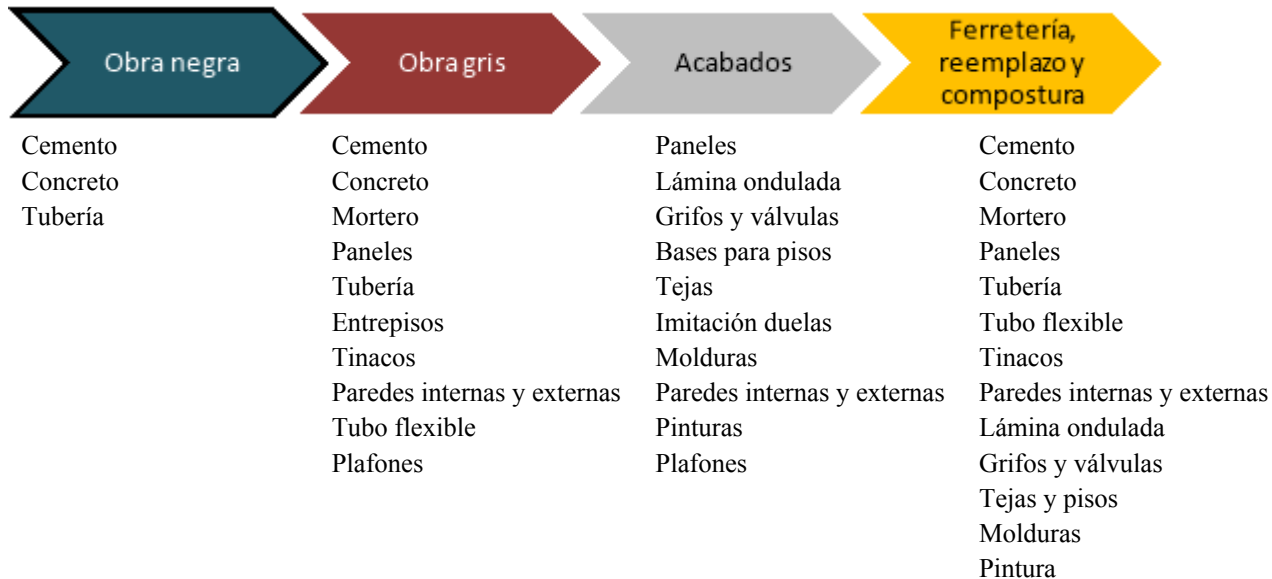 Obra negra
Obra gris
Acabados
Ferretería,
reemplazo y
compostura
Cemento
Concreto
Tubería
Cemento
Concreto
Mortero
Paneles
Tubería
Entrepisos
Tinacos
Paredes internas y externas
Tubo flexible
Plafones
Paneles
Lámina ondulada
Grifos y válvulas
Bases para pisos
Tejas
Imitación duelas
Molduras
Paredes internas y externas
Pinturas
Plafones
Cemento
Concreto
Mortero
Paneles
Tubería
Tubo flexible
Tinacos
Paredes internas y externas
Lámina ondulada
Grifos y válvulas
Tejas y pisos
Molduras
Pintura